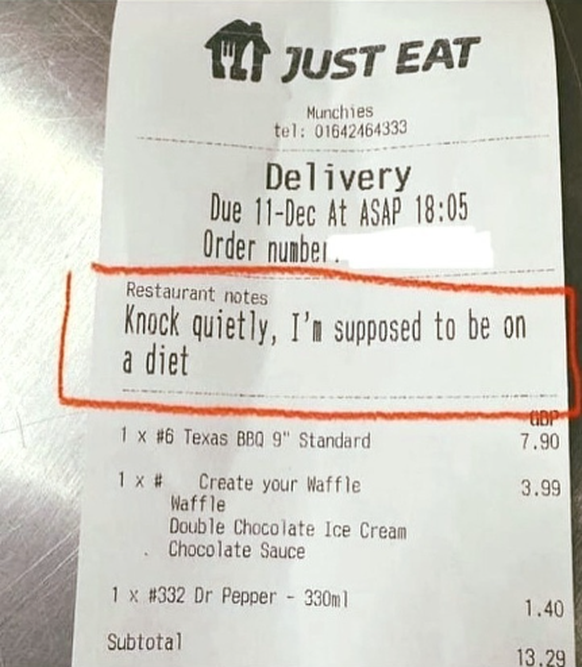 JUST EAT
Munchies
tel: 01642464333
Delivery
Due 11-Dec At ASAP 18:05
Order number.
Restaurant notes
Knock quietly, I'm supposed to be on
a diet
GBP
1 x #6 Texas BBQ 9" Standard 7.90
1 x # Create your Waffle 3.99
Waffle
Double Chocolate Ice Cream
Chocolate Sauce
1 x #332 Dr Pepper - 330ml 1.40
Subtotal 13.29